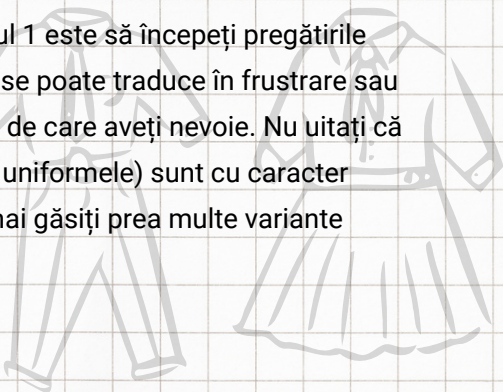 ul 1 este să începeți pregătirile
se poate traduce în frustrare sau
de care aveți nevoie. Nu uitați că
uniformele) sunt cu caracter
ai găsiți prea multe variante